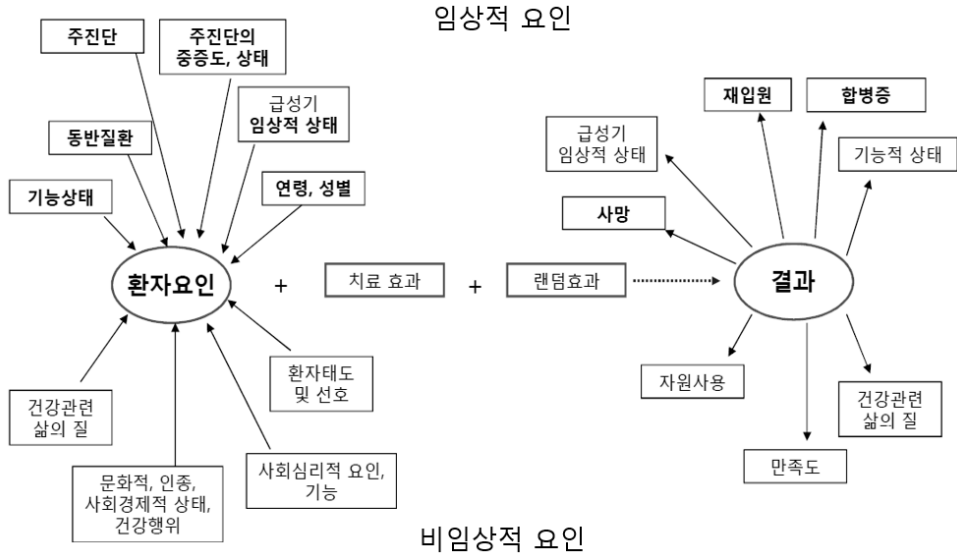 임상적 요인
주진단
주진단의
중증도, 상태
급성기
임상적 상태
동반질환
연령, 성별
기능상태
재입원
합병증
급성기
임상적 상태
기능적 상태
사망
환자요인
+
치료 효과
+
랜덤효과
결과
건강관련
삶의 질
환자태도
및 선호
문화적, 인종,
사회경제적 상태,
건강행위
사회심리적 요인,
기능
자원사용
건강관련
삶의 질
만족도
비임상적 요인